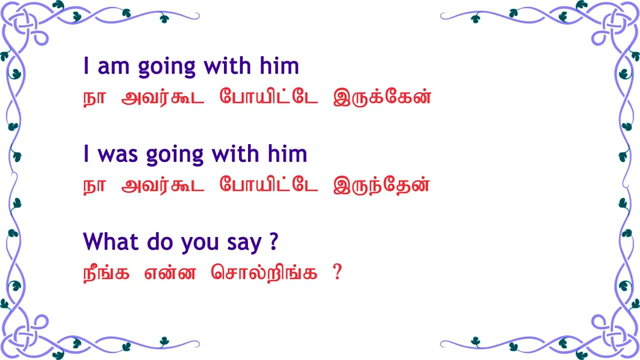 I am going with him
நா அவர்கூட போயிட்டே இருக்கேன்
I was going with him
நா அவர்கூட போயிட்டே இருந்தேன்
What do you say ?
நீங்க என்ன சொல்றிங்க ?